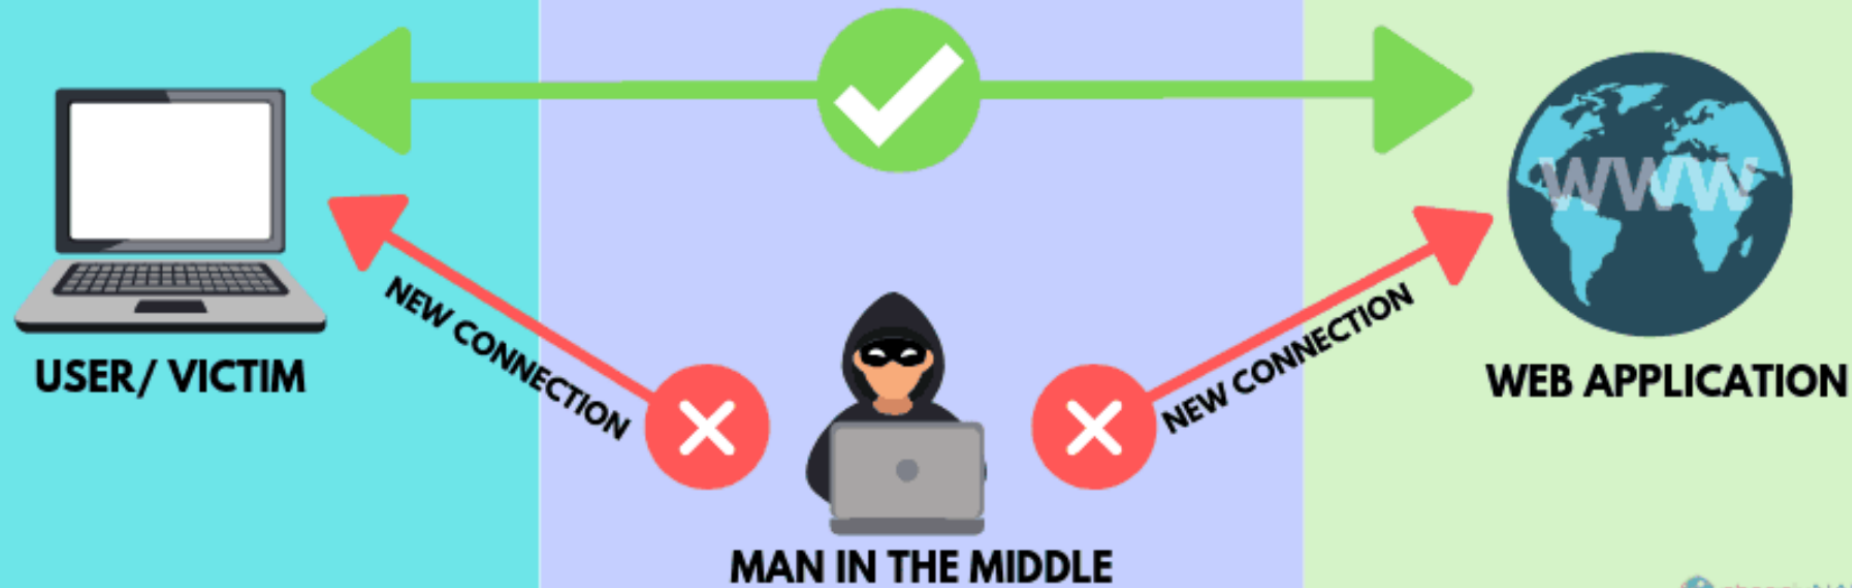 WWW
NEW CONNECTION
NEW CONNECTION
USER/ VICTIM
WEB APPLICATION
MAN IN THE MIDDLE